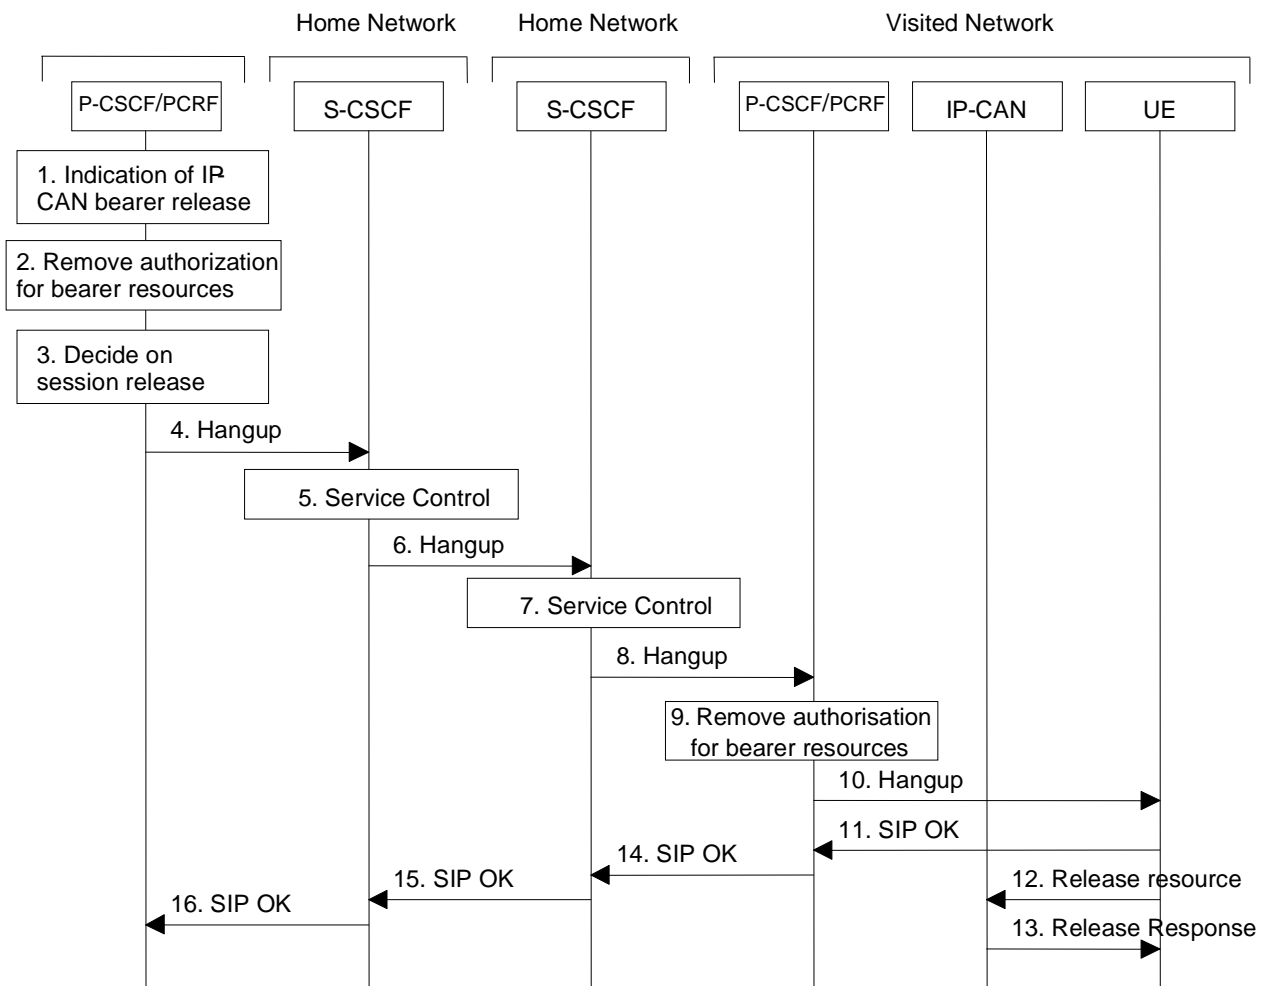 Home Network
Home Network
Visited Network
P-CSCF/PCRF
S-CSCF
S-CSCF
P-CSCF/PCRF
IP-CAN
UE
1. Indication of IP-
CAN bearer release
2. Remove authorization
for bearer resources
3. Decide on
session release
4. Hangup
5. Service Control
6. Hangup
7. Service Control
8. Hangup
9. Remove authorisation
for bearer resources
10. Hangup
11. SIP OK
14. SIP OK
15. SIP OK
12. Release resource
16. SIP OK
13. Release Response